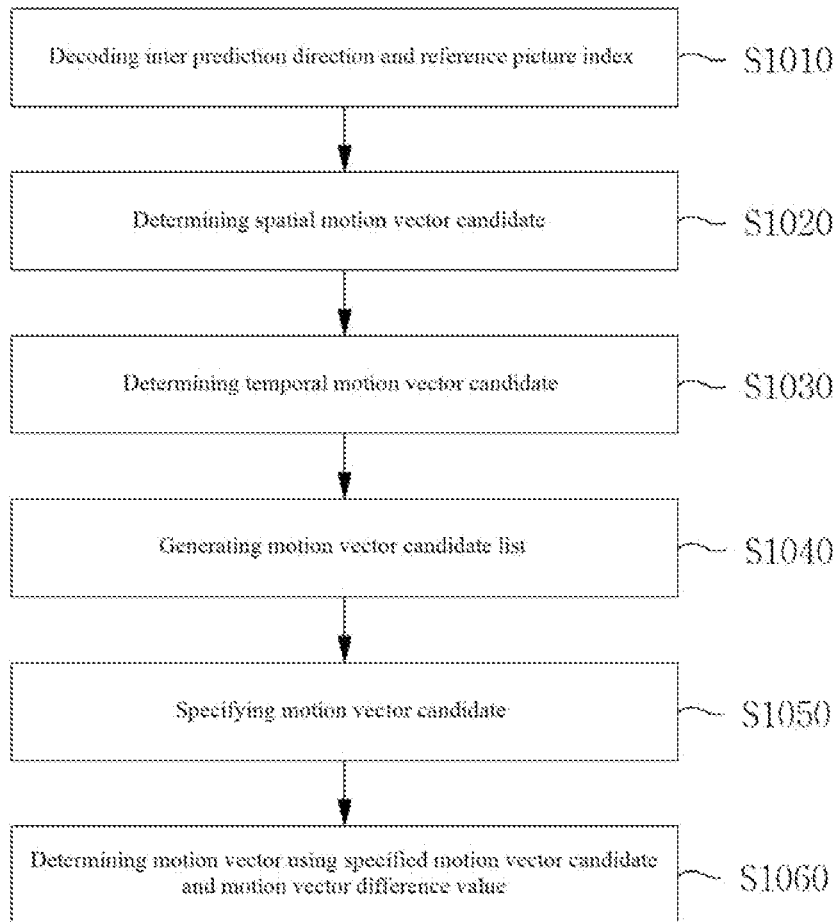 Decoding inter prediction direction and reference picture index
S1010
Determining spatial motion vector candidate
S1020
Determining temporal motion vector candidate
S1030
Generating motion vector candidate list
S1040
Specifying motion vector candidate
S1050
Determining motion vector using specified motion vector candidate
and motion vector difference value
S1060